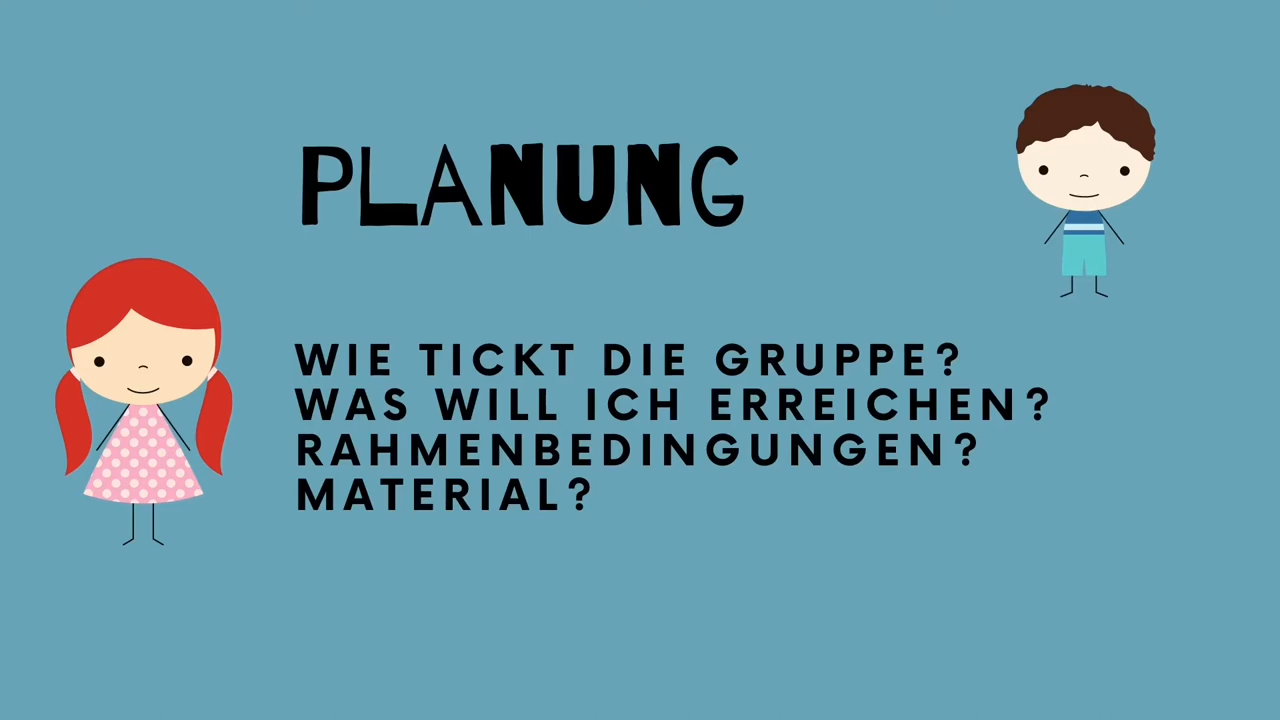 PLANUNG
WIE TICKT DIE GRUPPE?
WAS WILL ICH ERREICHEN?
RAHMENBEDINGUNGEN?
MATERIAL?